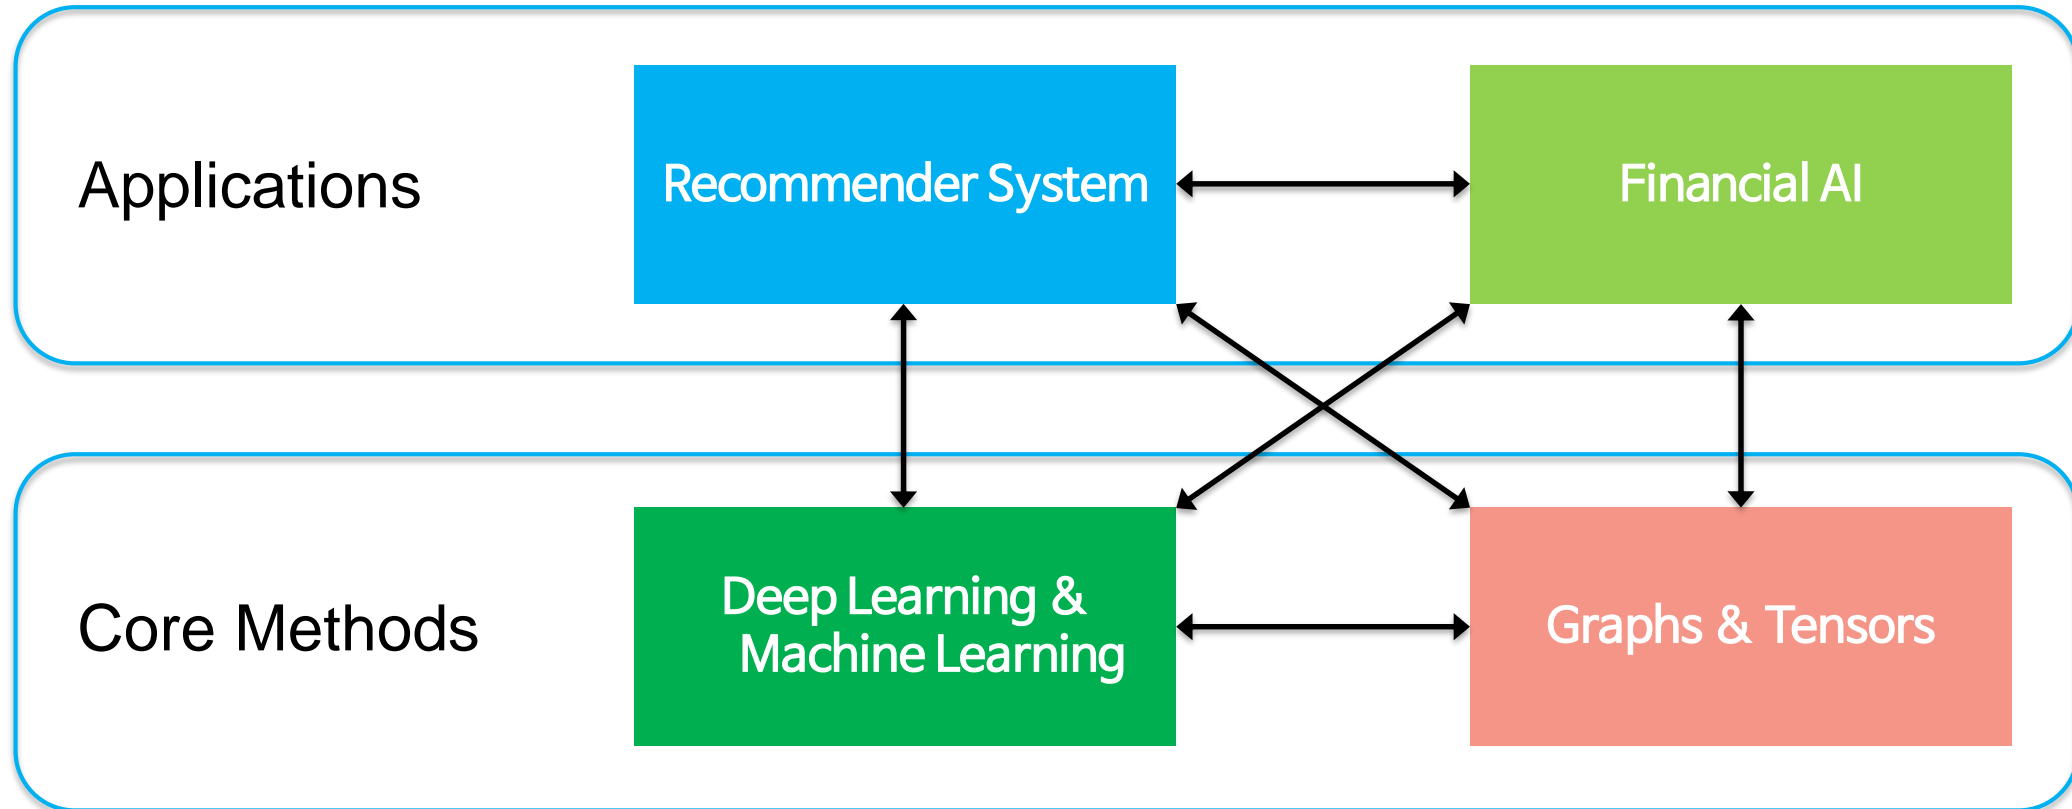 Applications
Recommender System
Financial AI
Core Methods
Deep Learning &
Machine Learning
Graphs & Tensors